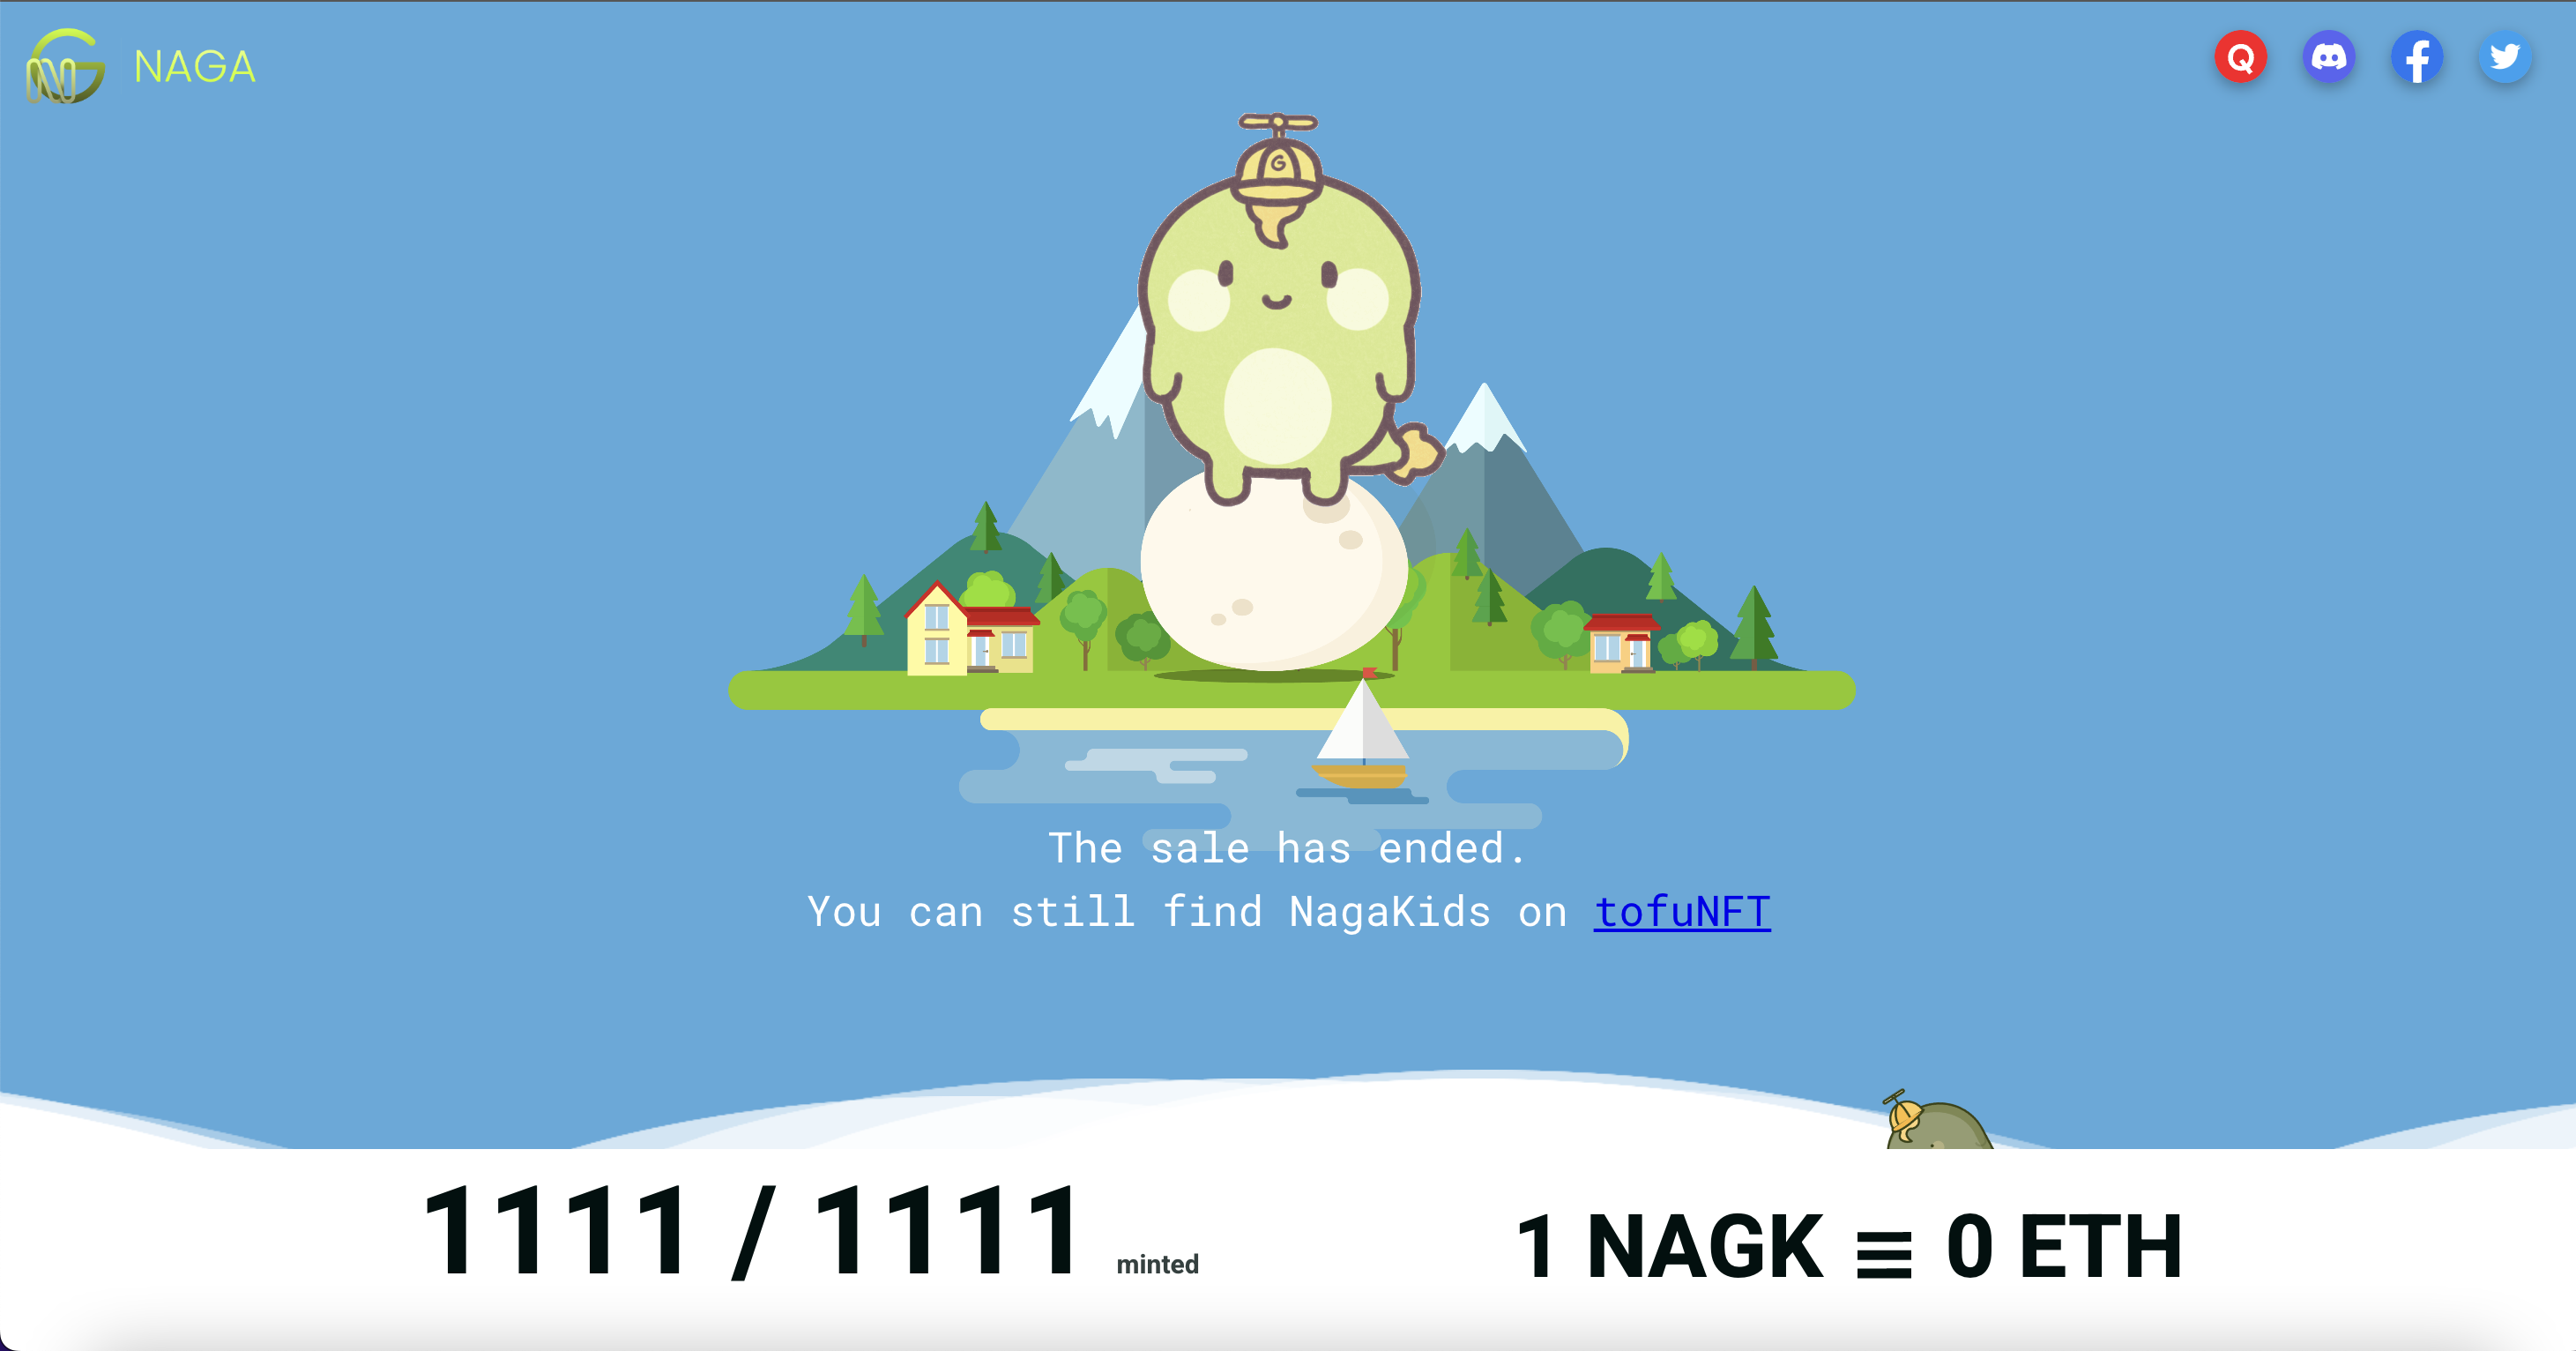 NAGA
G
The sale has ended.
You can still find NagaKids on tofuNFT
1111 / 1111 minted
1 NAGK ≡ 0 ETH